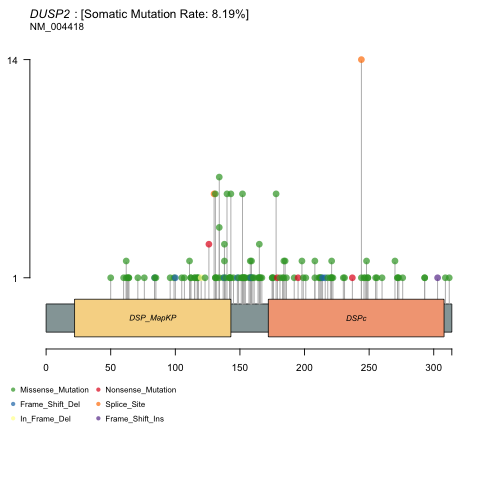 DUSP2 : [Somatic Mutation Rate: 8.19%]
NM_004418
14
1
DSP_MapKP
DSPc
0 50 100 150 200 250 300
Missense_Mutation Nonsense_Mutation
Frame_Shift_Del Splice_Site
In_Frame_Del Frame_Shift_Ins